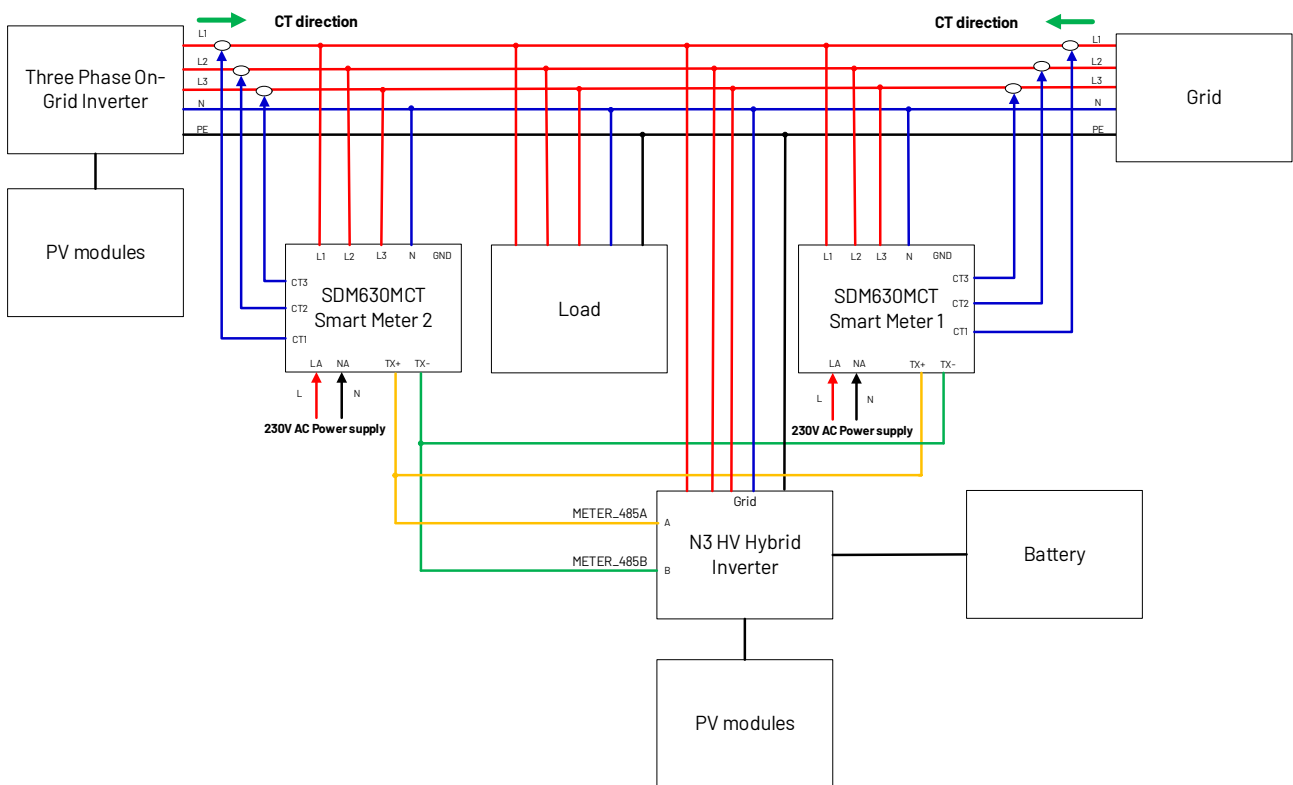 CT direction
CT direction
L1
L2
L3
N
PE
Three Phase On-
Grid Inverter
L1
L2
L3
N
PE
Grid
PV modules
L1 L2 L3 N GND
CT3
CT2
CT1
SDM630MCT
Smart Meter 2
LA NA TX+ TX-
L N
230V AC Power supply
Load
L1 L2 L3 N GND
CT3
CT2
CT1
SDM630MCT
Smart Meter 1
LA NA TX+ TX-
L N
230V AC Power supply
METER_485A
METER_485B
Grid
A
B
N3 HV Hybrid
Inverter
Battery
PV modules